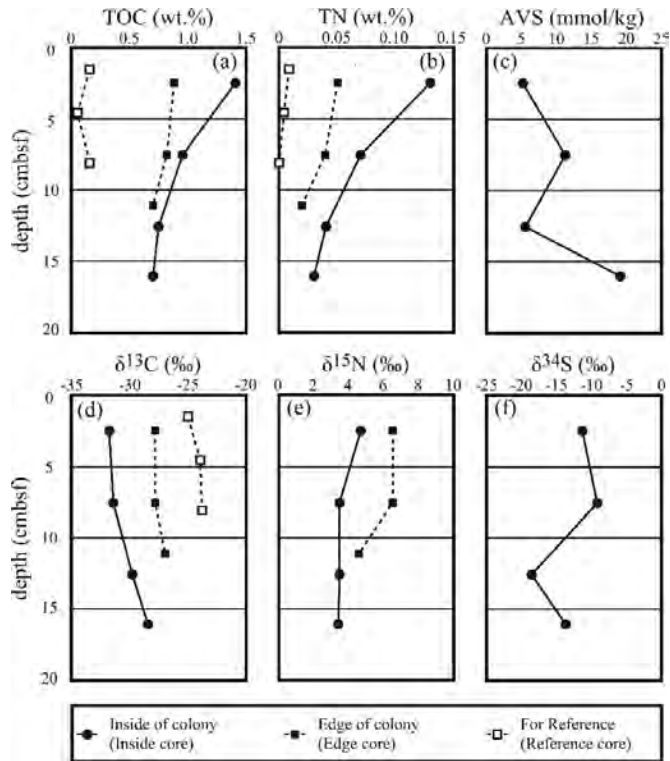 TOC (wt.%) TN (wt.%) AVS (mmol/kg)
0 0.5 1.0 1.5 0 0.05 0.10 0.15 0 5 10 15 20 25
(a) (b) (c)
0
5
10
15
20
depth (cmbsf)
δ13C (‰) δ15N (‰) δ34S (‰)
-35 -30 -25 -20 0 2 4 6 8 10 -25 -20 -15 -10 -5 0
(d) (e) (f)
0
5
10
15
20
depth (cmbsf)
Inside of colony Edge of colony For Reference
(Inside core) (Edge core) (Reference core)